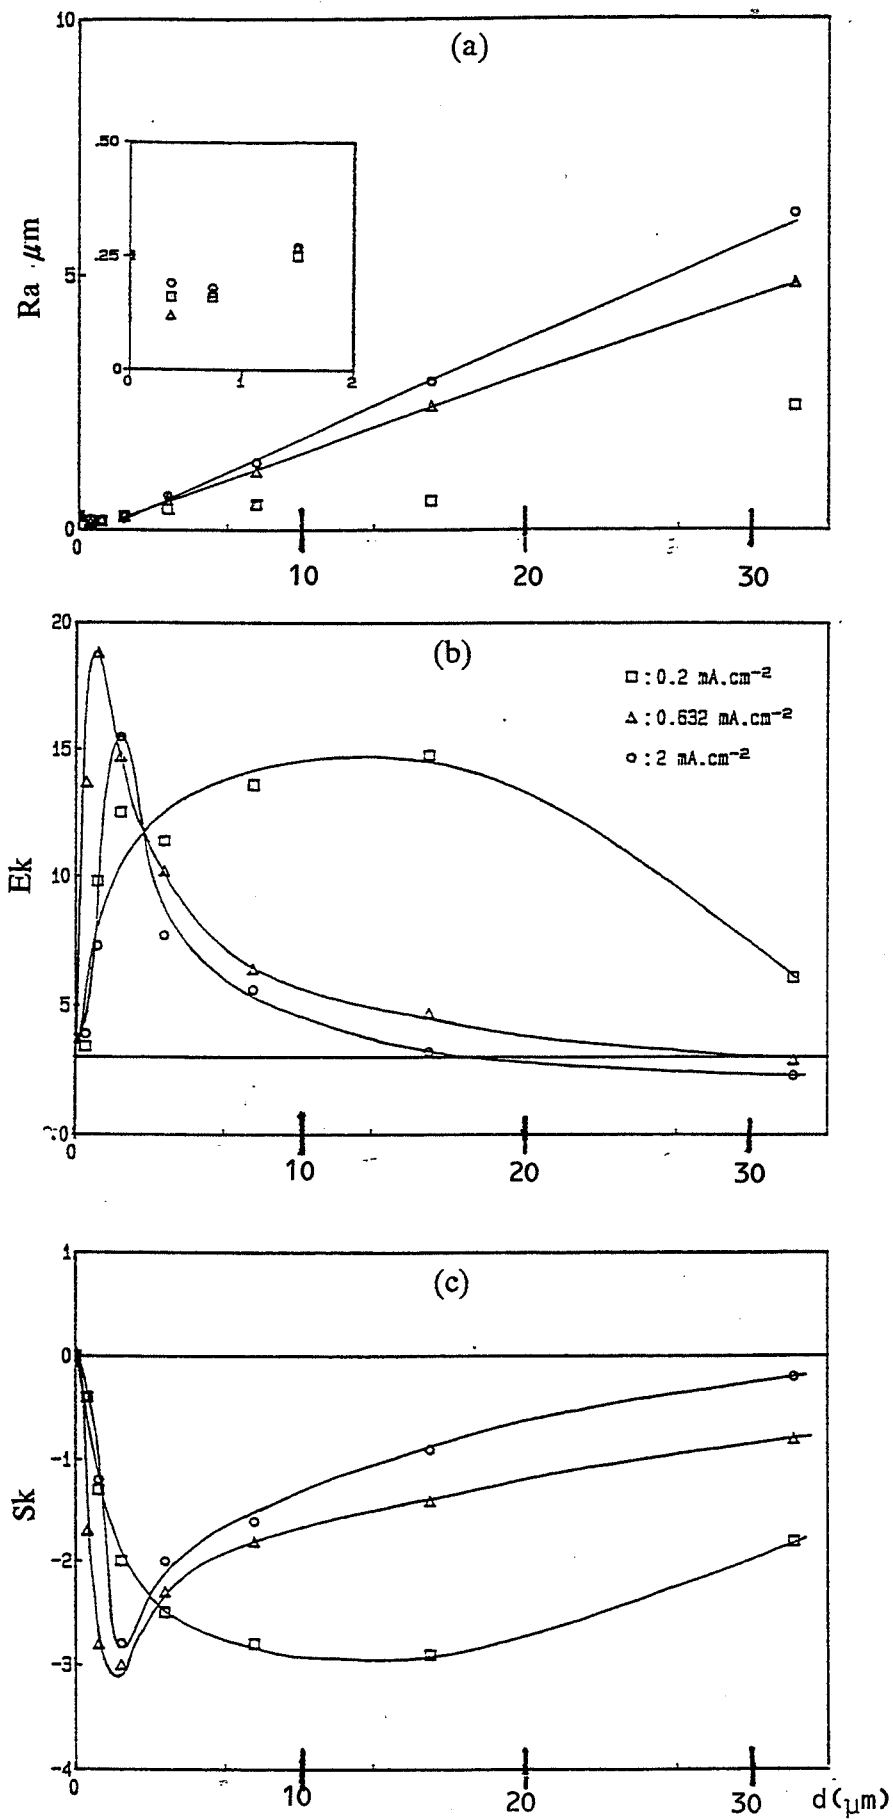 (a)
10
5
0
Ra μm
.50
.25
0
0 1 2
0 10 20 30
(b)
20
15
10
5
0
Ek
□ : 0.2 mA.cm⁻²
△ : 0.632 mA.cm⁻²
○ : 2 mA.cm⁻²
0 10 20 30
(c)
1
0
-1
-2
-3
-4
Sk
0 10 20 30 d(μm)